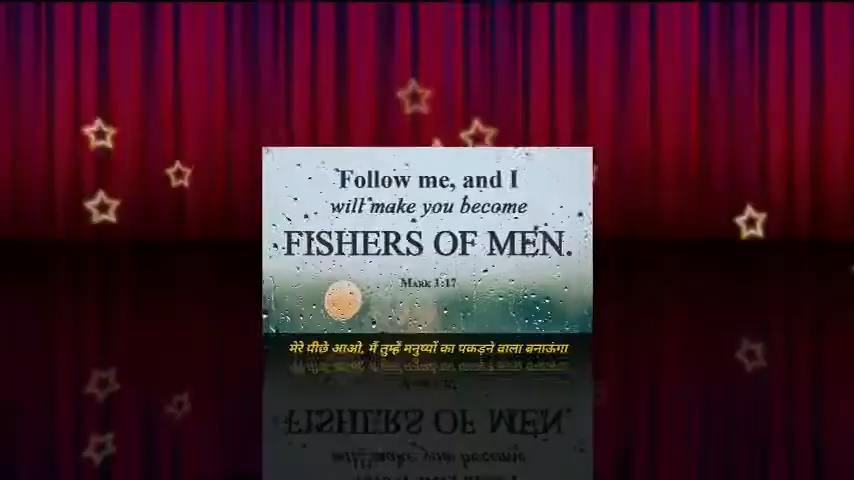 Follow me, and I
will make you become
FISHERS OF MEN.
MARK 1:17
मेरे पीछे आओ, मैं तुम्हें मनुष्यों का पकड़ने वाला बनाऊंगा